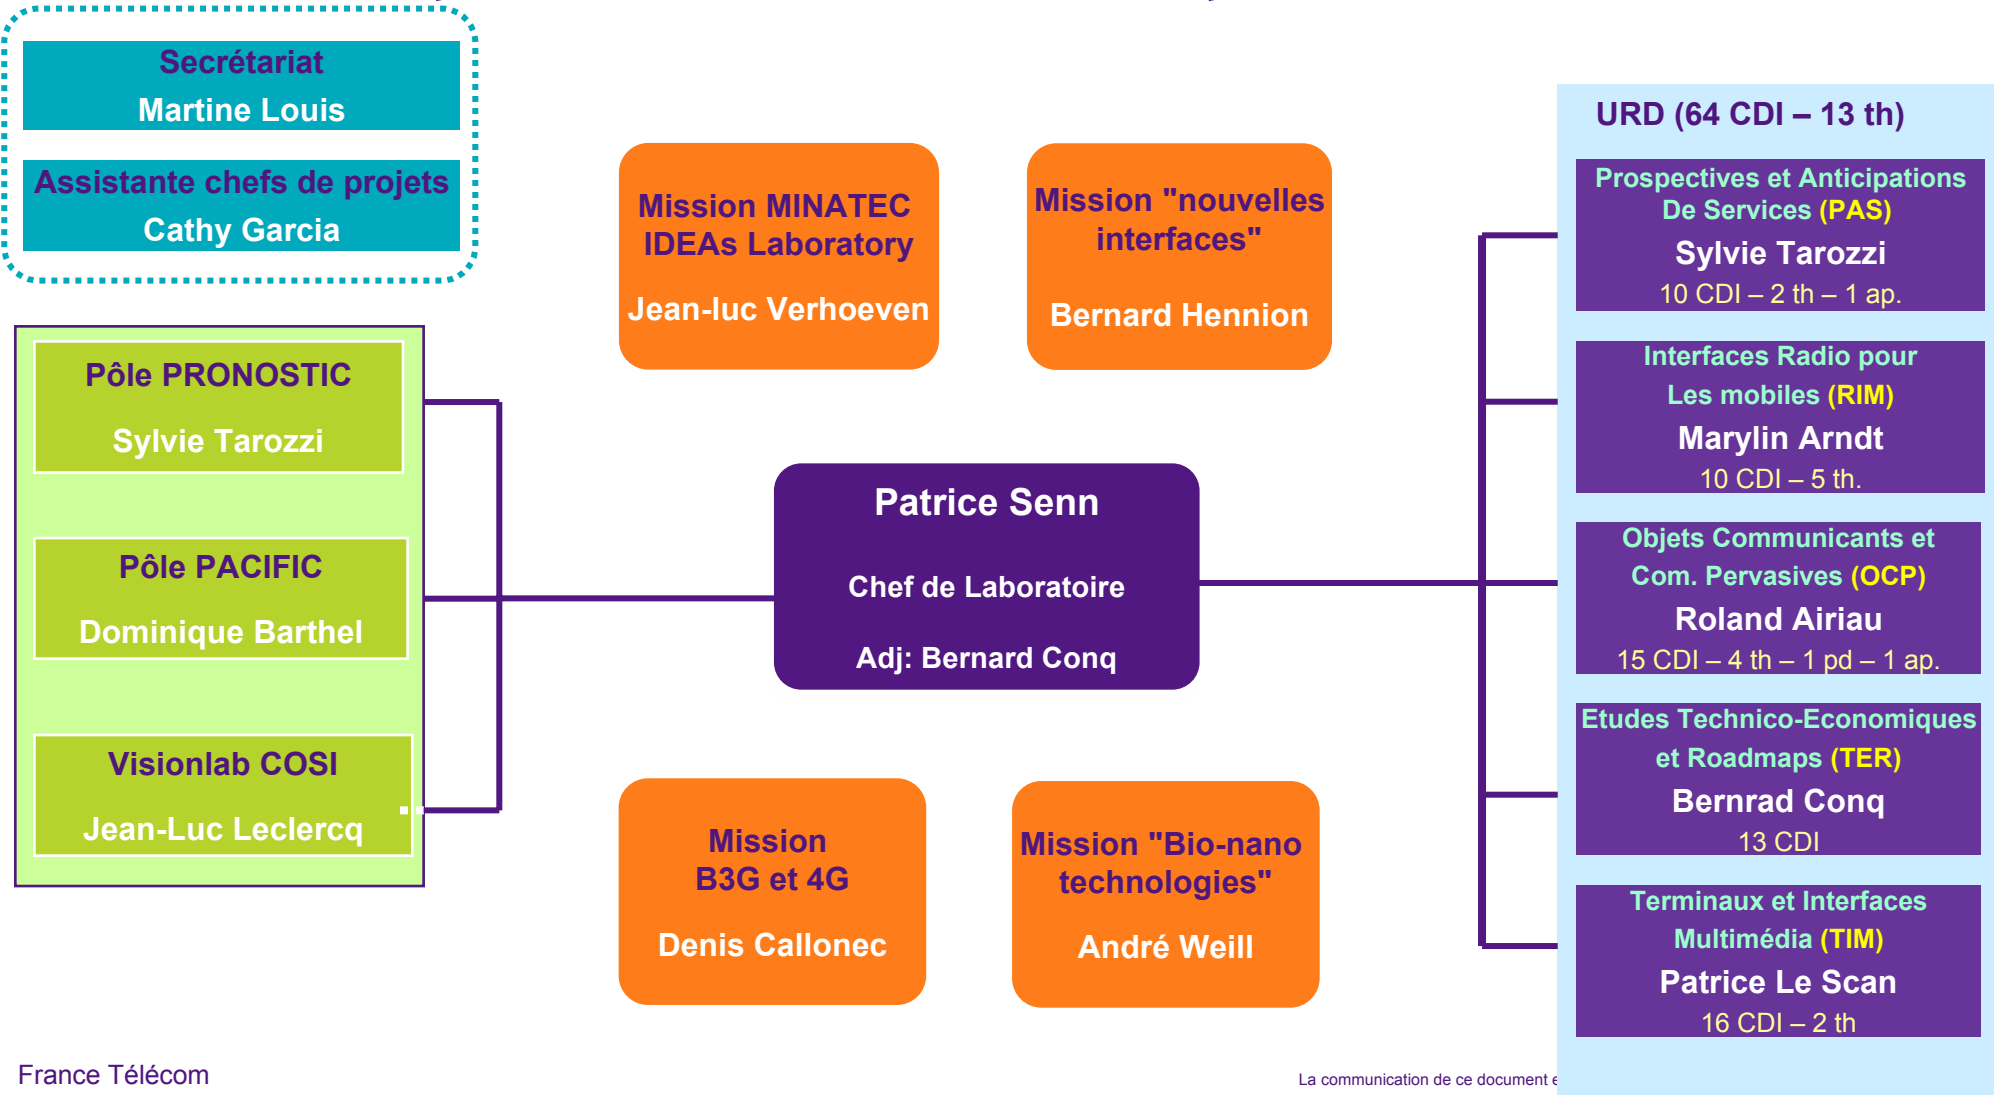 Secrétariat
Martine Louis
Assistante chefs de projets
Cathy Garcia
Pôle PRONOSTIC
Sylvie Tarozzi
Pôle PACIFIC
Dominique Barthel
Visionlab COSI
Jean-Luc Leclercq
Mission MINATEC
IDEAs Laboratory
Jean-luc Verhoeven
Mission "nouvelles
interfaces"
Bernard Hennion
Patrice Senn
Chef de Laboratoire
Adj: Bernard Conq
Mission
B3G et 4G
Denis Callonec
Mission "Bio-nano
technologies"
André Weill
URD (64 CDI – 13 th)
Prospectives et Anticipations
De Services (PAS)
Sylvie Tarozzi
10 CDI – 2 th – 1 ap.
Interfaces Radio pour
Les mobiles (RIM)
Marylin Arndt
10 CDI – 5 th.
Objets Communicants et
Com. Pervasives (OCP)
Roland Airiau
15 CDI – 4 th – 1 pd – 1 ap.
Etudes Technico-Economiques
et Roadmaps (TER)
Bernrad Conq
13 CDI
Terminaux et Interfaces
Multimédia (TIM)
Patrice Le Scan
16 CDI – 2 th
France Télécom
La communication de ce document